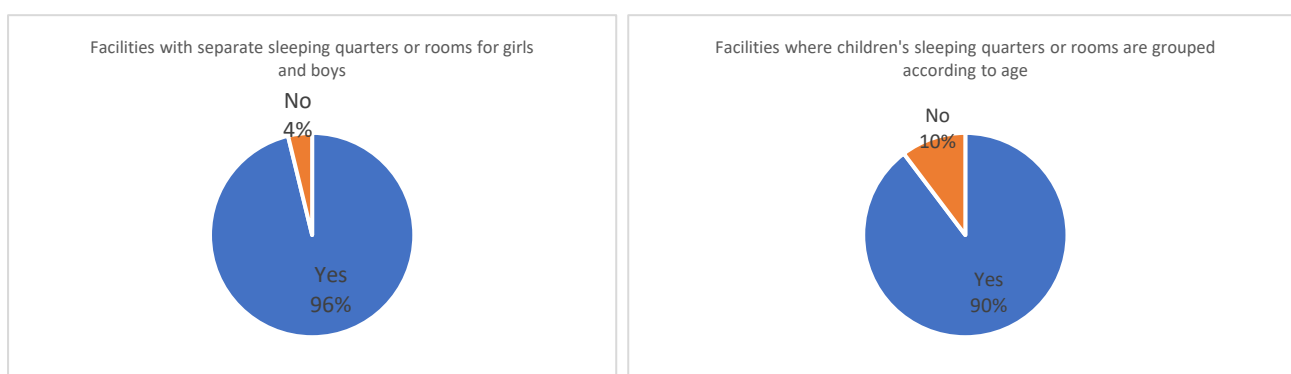 Facilities with separate sleeping quarters or rooms for girls
and boys
No
4%
Yes
96%
Facilities where children's sleeping quarters or rooms are grouped
according to age
No
10%
Yes
90%